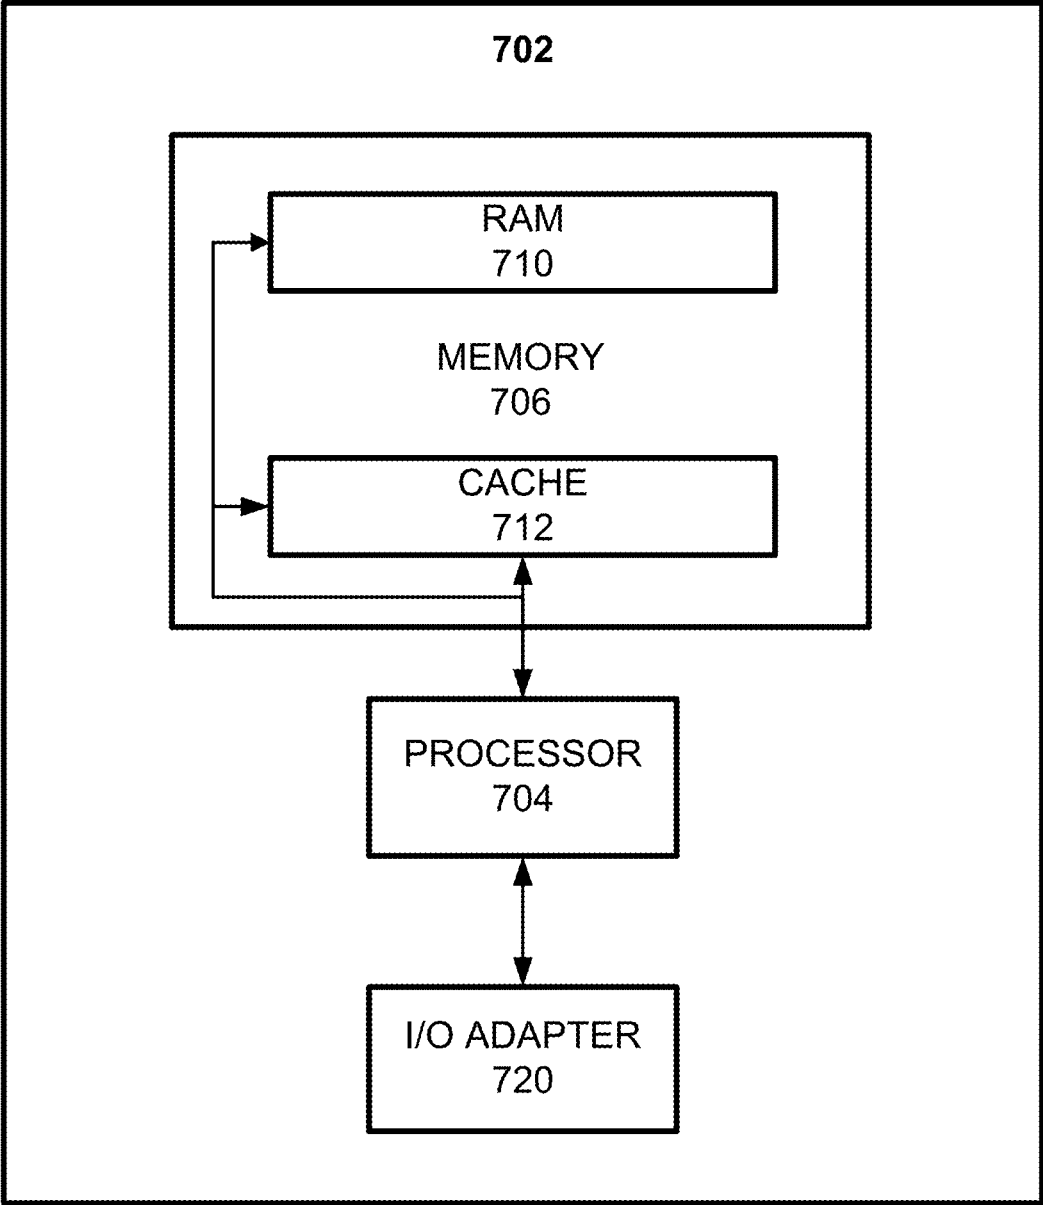 702
RAM
710
MEMORY
706
CACHE
712
PROCESSOR
704
I/O ADAPTER
720